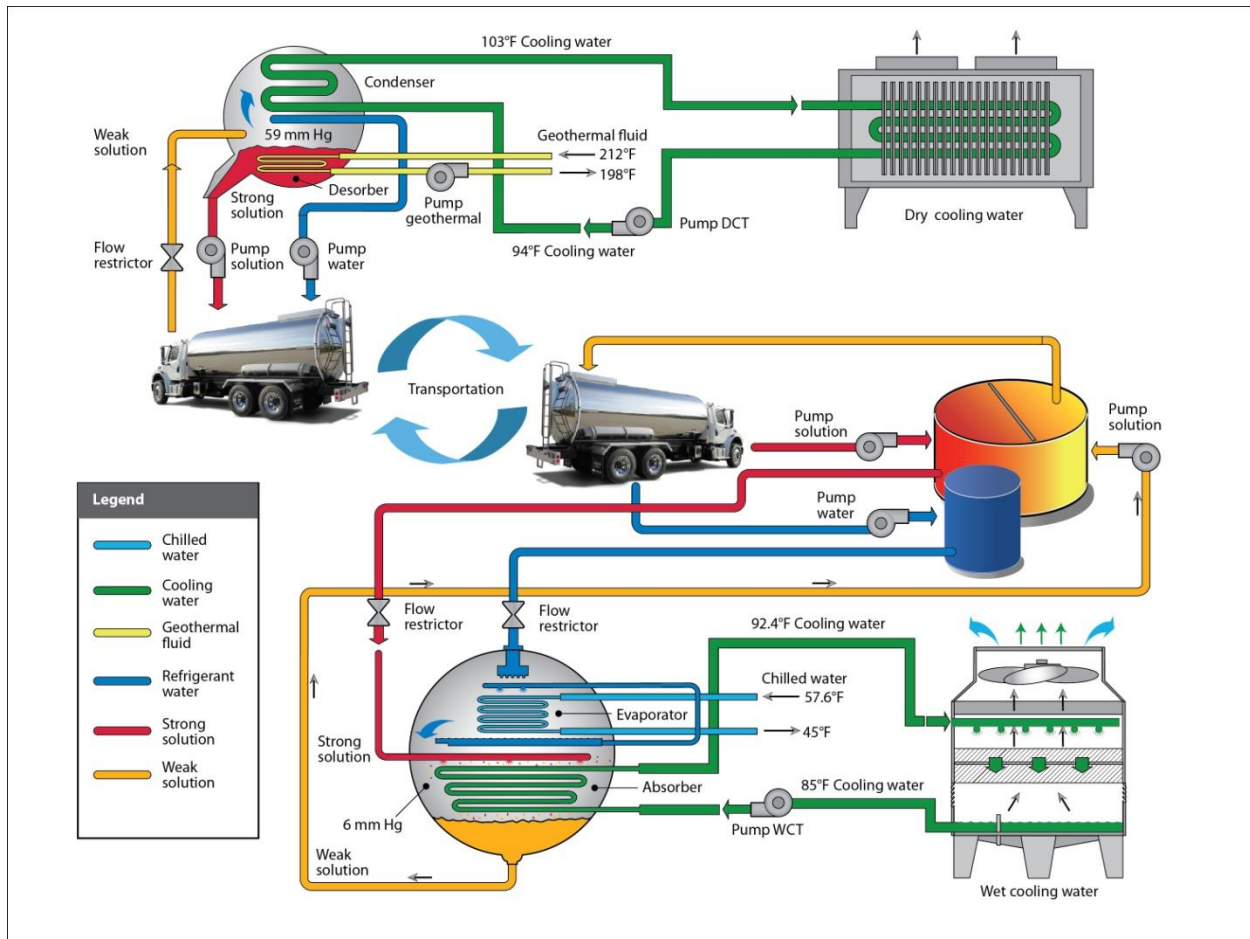 103°F Cooling water
Condenser
Weak
solution
59 mm Hg
Geothermal fluid
212°F
198°F
Desorber
Strong
solution
Pump
geothermal
Pump DCT
Dry cooling water
Flow
restrictor
Pump
solution
Pump
water
94°F Cooling water
Transportation
Pump
solution
Pump
solution
Pump
water
Legend
Chilled
water
Cooling
water
Geothermal
fluid
Refrigerant
water
Strong
solution
Weak
solution
Flow
restrictor
Flow
restrictor
92.4°F Cooling water
Chilled water
57.6°F
Evaporator
45°F
Strong
solution
Absorber
85°F Cooling water
6 mm Hg
Pump WCT
Weak
solution
Wet cooling water